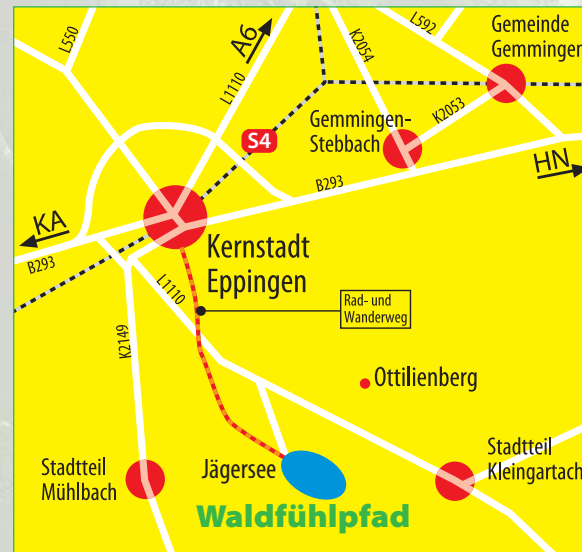 L550
A6
L1110
K2054
L592
Gemeinde
Gemmingen
S4
Gemmingen-
Stebbach
K2053
B293
HN
KA
B293
Kernstadt
Eppingen
L1110
K2149
Rad- und
Wanderweg
Ottilienberg
Stadtteil
Mühlbach
Jägersee
Stadtteil
Kleingartach
Waldfühlpfad